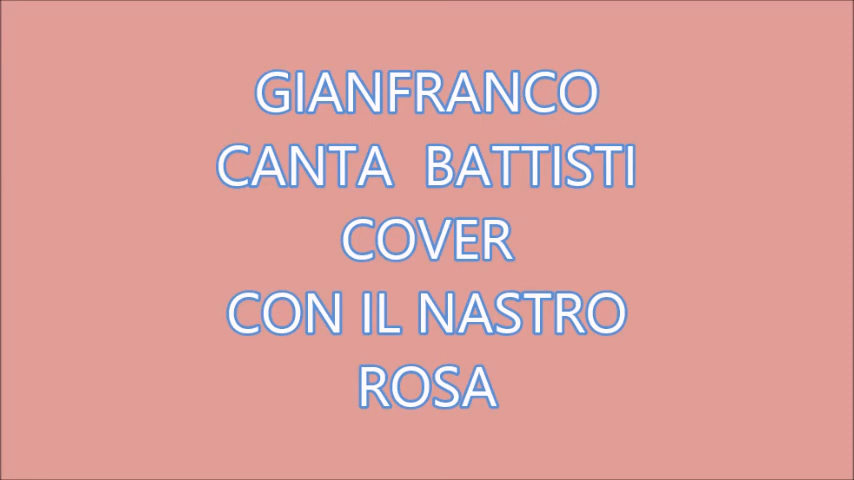 GIANFRANCO
CANTA  BATTISTI
COVER
CON IL NASTRO
ROSA